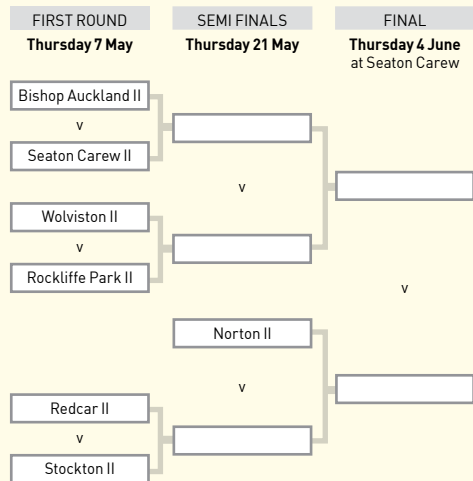 FIRST ROUND
Thursday 7 May
Bishop Auckland II
v
Seaton Carew II
Wolviston II
v
Rockliffe Park II
Redcar II
v
Stockton II
SEMI FINALS
Thursday 21 May
v
Norton II
v
FINAL
Thursday 4 June
at Seaton Carew
v